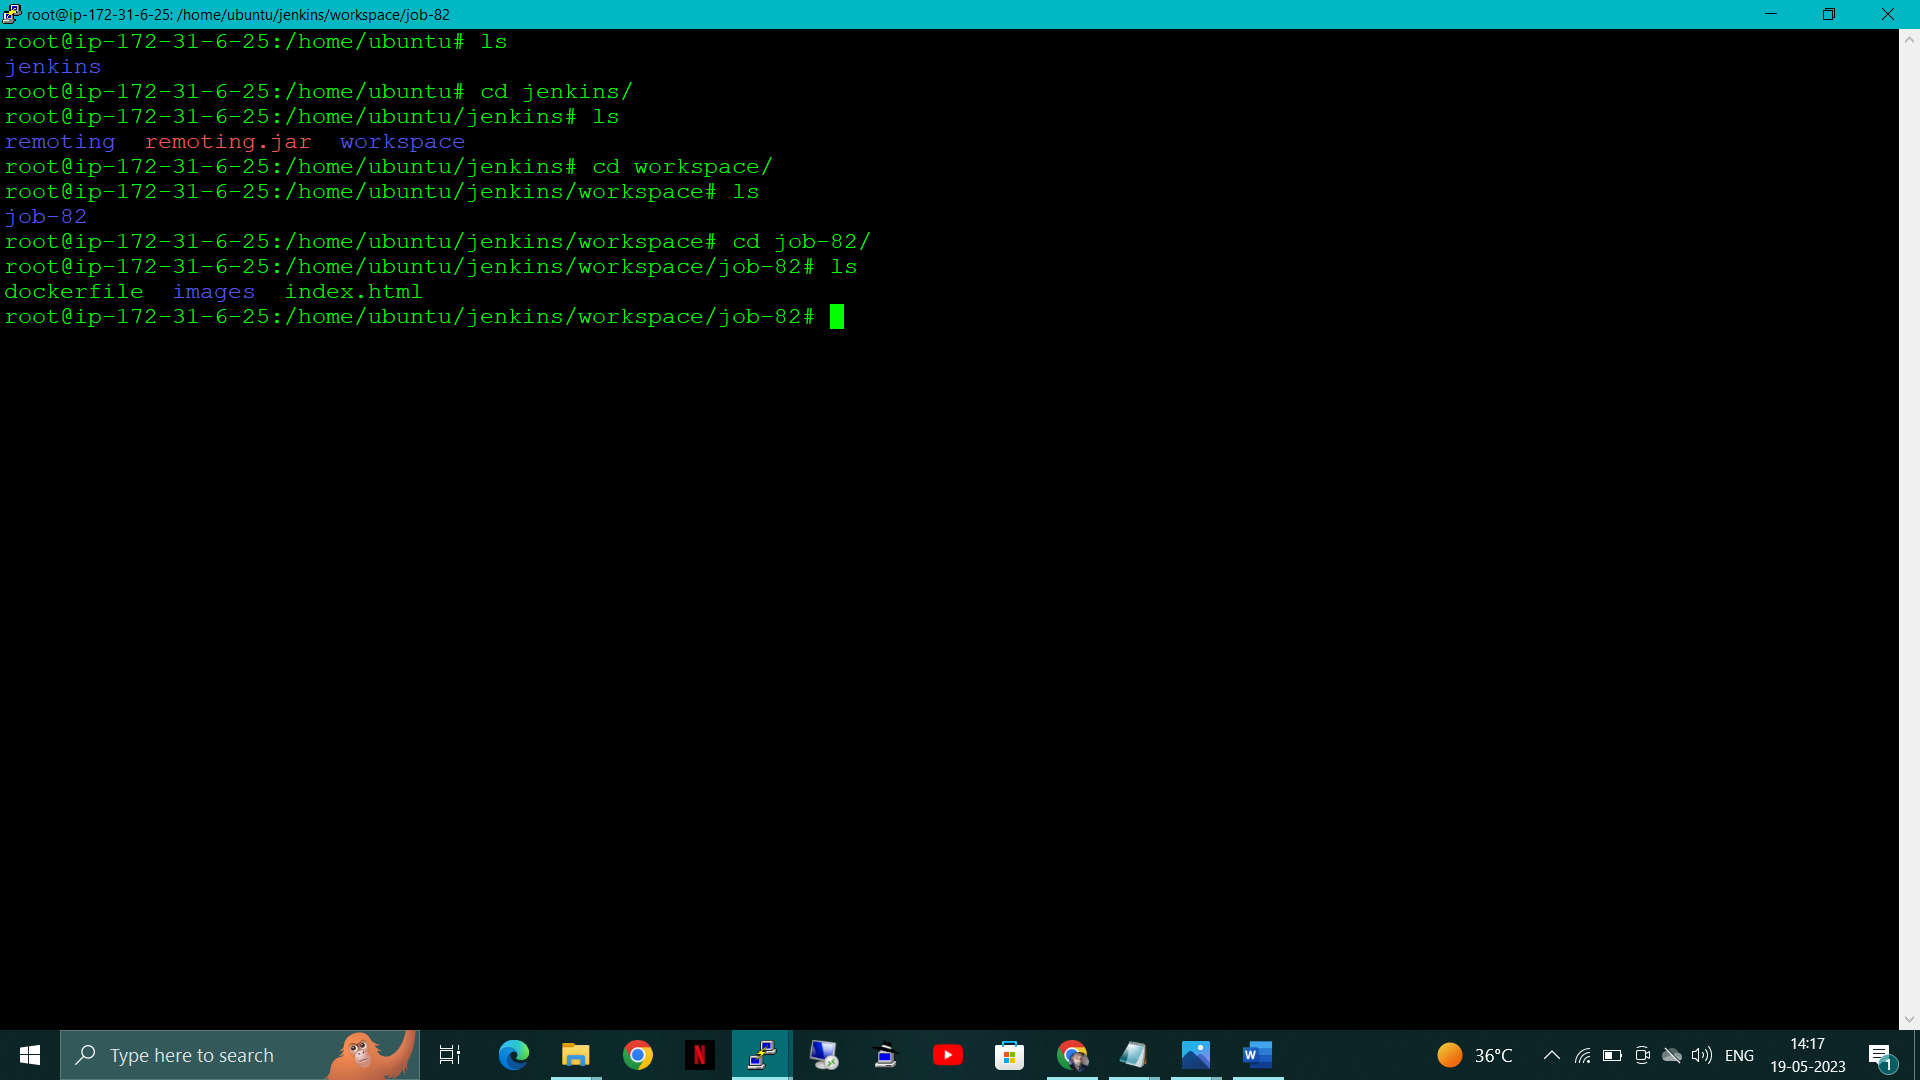 root@ip-172-31-6-25: /home/ubuntu/jenkins/workspace/job-82
root@ip-172-31-6-25:/home/ubuntu# ls
jenkins
root@ip-172-31-6-25:/home/ubuntu# cd jenkins/
root@ip-172-31-6-25:/home/ubuntu/jenkins# ls
remoting  remoting.jar  workspace
root@ip-172-31-6-25:/home/ubuntu/jenkins# cd workspace/
root@ip-172-31-6-25:/home/ubuntu/jenkins/workspace# ls
job-82
root@ip-172-31-6-25:/home/ubuntu/jenkins/workspace# cd job-82/
root@ip-172-31-6-25:/home/ubuntu/jenkins/workspace/job-82# ls
dockerfile  images  index.html
root@ip-172-31-6-25:/home/ubuntu/jenkins/workspace/job-82#
Type here to search
N
W
36°C
ENG
14:17
19-05-2023
1